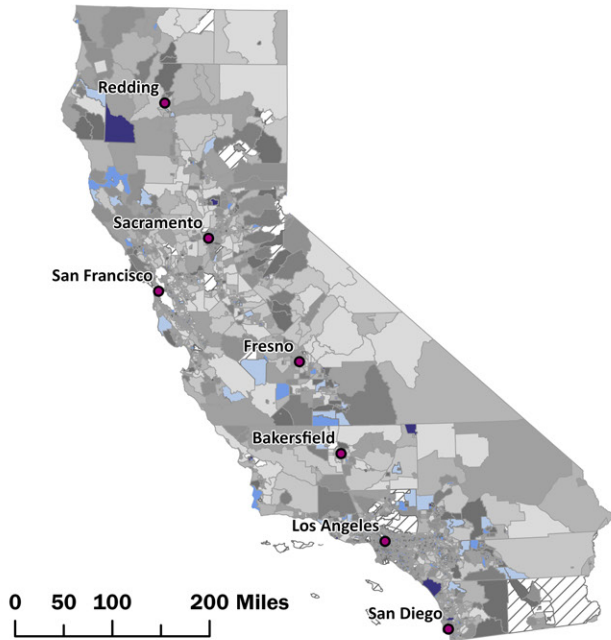 Redding
Sacramento
San Francisco
Fresno
Bakersfield
Los Angeles
San Diego
0 50 100 200 Miles